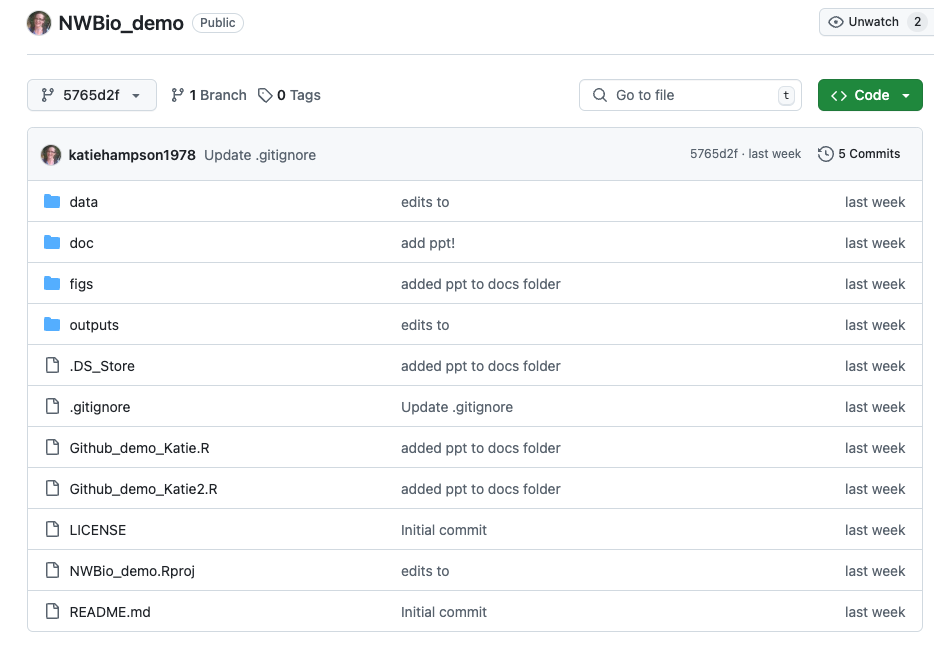 NWBio_demo Public Unwatch 2
5765d2f 1 Branch 0 Tags Go to file t Code
katiehampson1978 Update .gitignore 5765d2f · last week 5 Commits
data edits to last week
doc add ppt! last week
figs added ppt to docs folder last week
outputs edits to last week
.DS_Store added ppt to docs folder last week
.gitignore Update .gitignore last week
Github_demo_Katie.R added ppt to docs folder last week
Github_demo_Katie2.R added ppt to docs folder last week
LICENSE Initial commit last week
NWBio_demo.Rproj edits to last week
README.md Initial commit last week